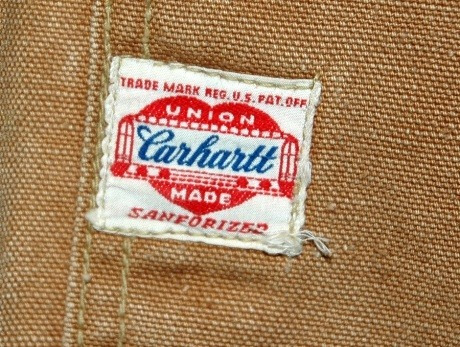 TRADE MARK REG. U.S. PAT. OFF.
UNION
Carhartt
MADE
SANFORIZED